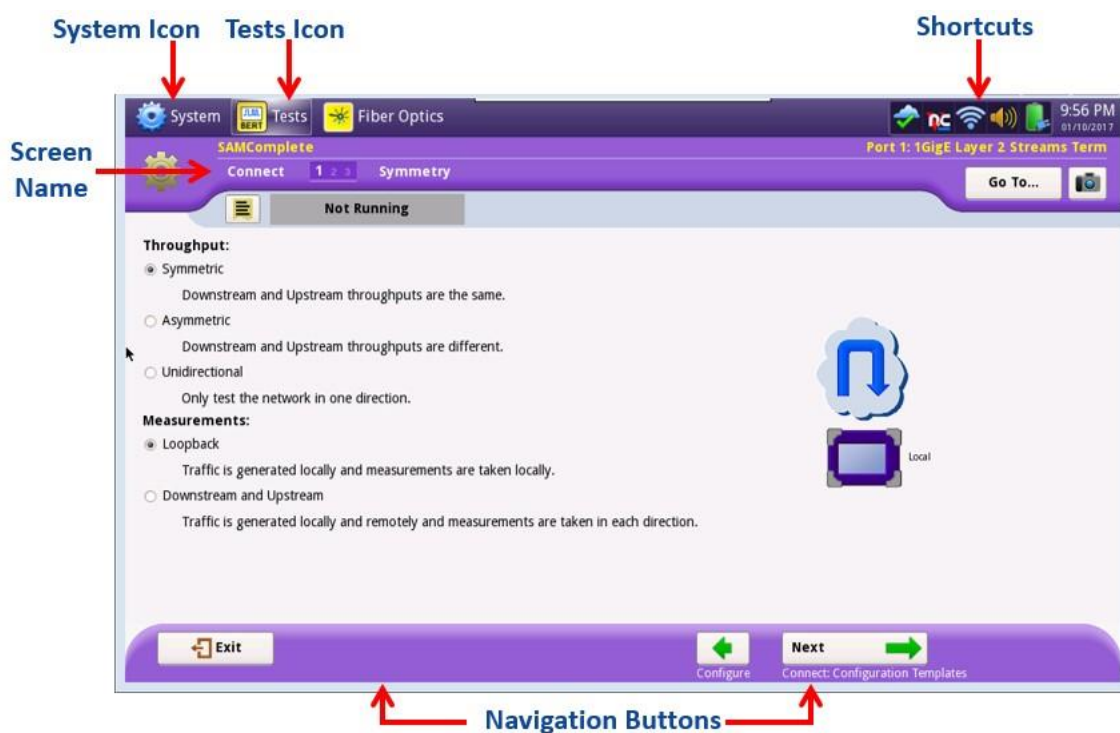 System Icon Tests Icon Shortcuts
System BERT Tests Fiber Optics 9:56 PM
01/10/2017
SAMComplete Port 1: 1GigE Layer 2 Streams Term
Screen Name
Connect 1 2 3 Symmetry
Go To...
Not Running
Throughput:
Symmetric
Downstream and Upstream throughputs are the same.
Asymmetric
Downstream and Upstream throughputs are different.
Unidirectional
Only test the network in one direction.
Measurements:
Loopback
Traffic is generated locally and measurements are taken locally.
Local
Downstream and Upstream
Traffic is generated locally and remotely and measurements are taken in each direction.
Exit
Configure
Next
Connect: Configuration Templates
Navigation Buttons